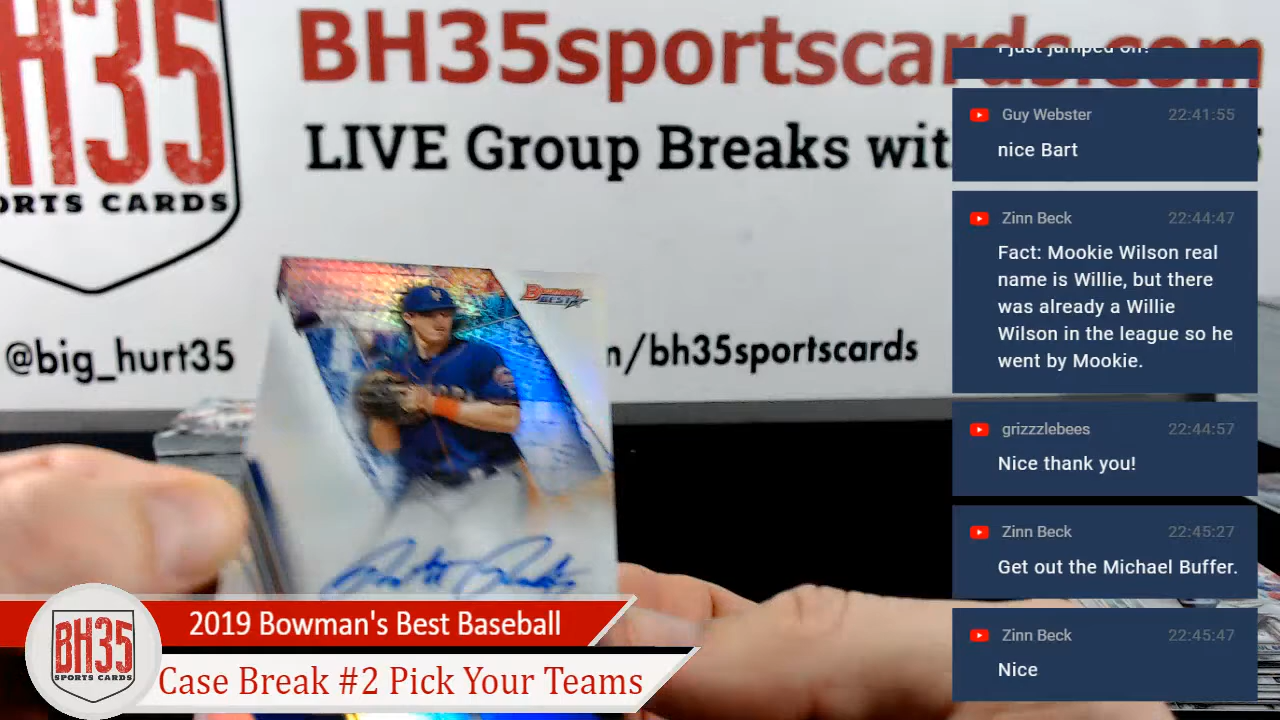 BH35
ORTS CARDS
BH35sportscards.com
LIVE Group Breaks wit
@big_hurt35
/bh35sportscards
Bowman's
BEST
I just jumped on!
Guy Webster 22:41:55
nice Bart
Zinn Beck 22:44:47
Fact: Mookie Wilson real
name is Willie, but there
was already a Willie
Wilson in the league so he
went by Mookie.
grizzzlebees 22:44:57
Nice thank you!
Zinn Beck 22:45:27
Get out the Michael Buffer.
Zinn Beck 22:45:47
Nice
BH35
SPORTS CARDS
2019 Bowman's Best Baseball
Case Break #2 Pick Your Teams